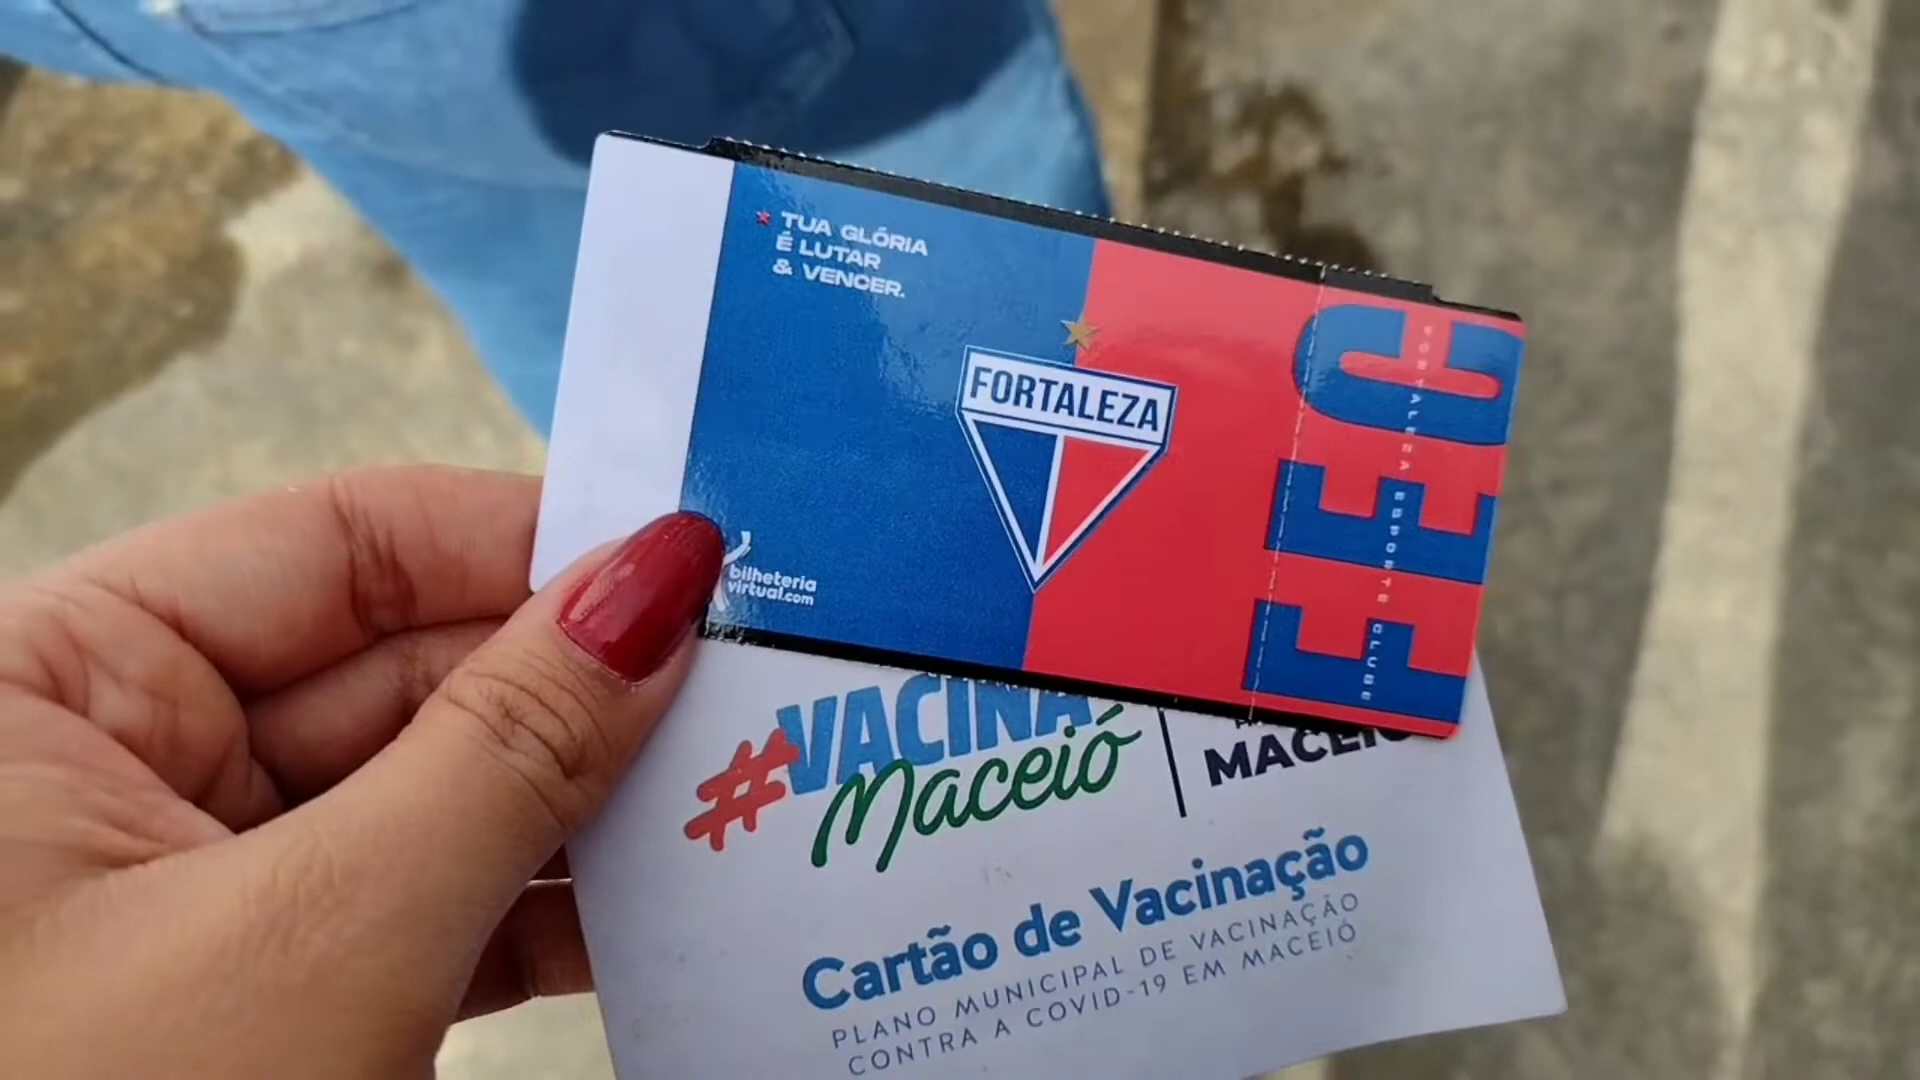 TUA GLÓRIA
É LUTAR
& VENCER.
FORTALEZA
FEC
FORTALEZA ESPORTE CLUBE
bilheteria
virtual.com
#VACINA
Maceió
MACEIÓ
Cartão de Vacinação
PLANO MUNICIPAL DE VACINAÇÃO
CONTRA A COVID-19 EM MACEIÓ